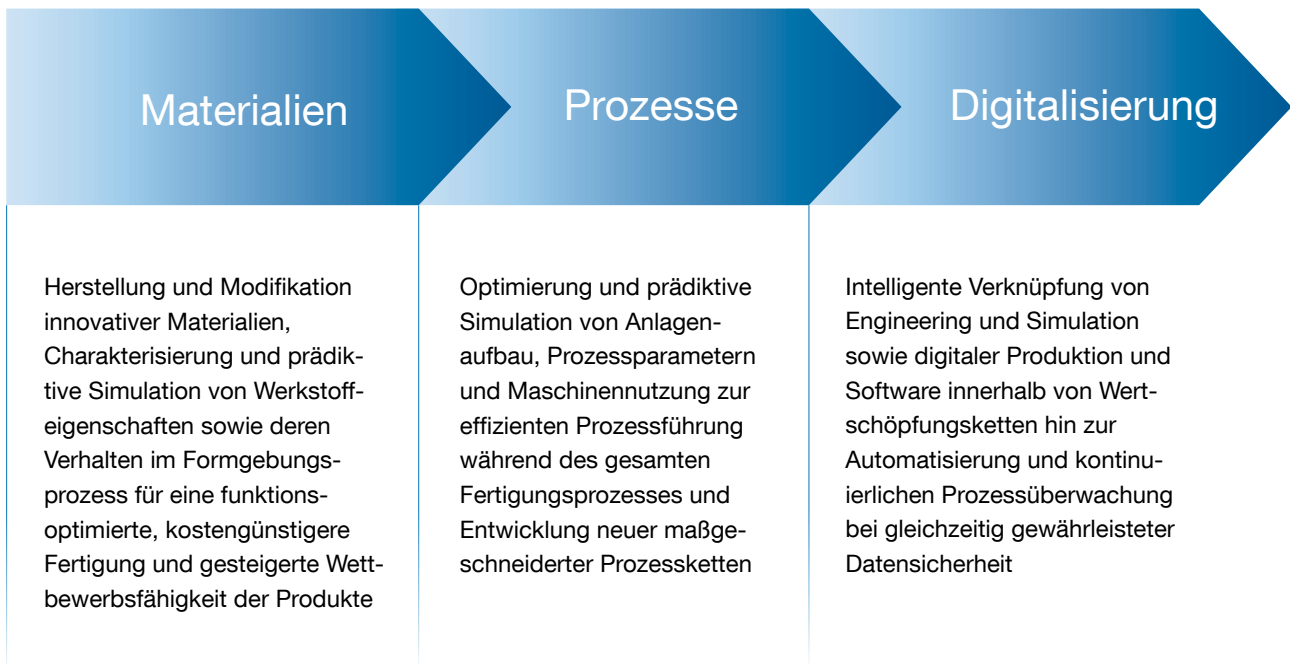 Materialien
Herstellung und Modifikation
innovativer Materialien,
Charakterisierung und prädik-
tive Simulation von Werkstoff-
eigenschaften sowie deren
Verhalten im Formgebungs-
prozess für eine funktions-
optimierte, kostengünstigere
Fertigung und gesteigerte Wett-
bewerbsfähigkeit der Produkte
Prozesse
Optimierung und prädiktive
Simulation von Anlagen-
aufbau, Prozessparametern
und Maschinennutzung zur
effizienten Prozessführung
während des gesamten
Fertigungsprozesses und
Entwicklung neuer maßge-
schneiderter Prozessketten
Digitalisierung
Intelligente Verknüpfung von
Engineering und Simulation
sowie digitaler Produktion und
Software innerhalb von Wert-
schöpfungsketten hin zur
Automatisierung und kontinu-
ierlichen Prozessüberwachung
bei gleichzeitig gewährleisteter
Datensicherheit